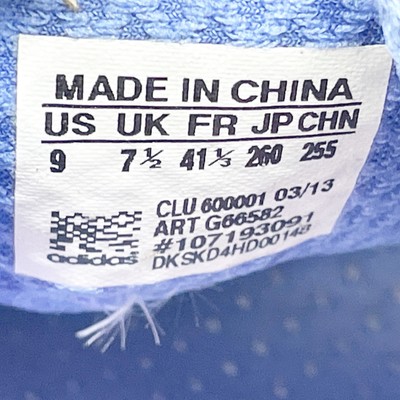 MADE IN CHINA
US UK FR JP CHN
9 7½ 41⅓ 260 255
CLU 600001 03/13
ART G66582
#107193091
DKSKD4HD00148
adidas